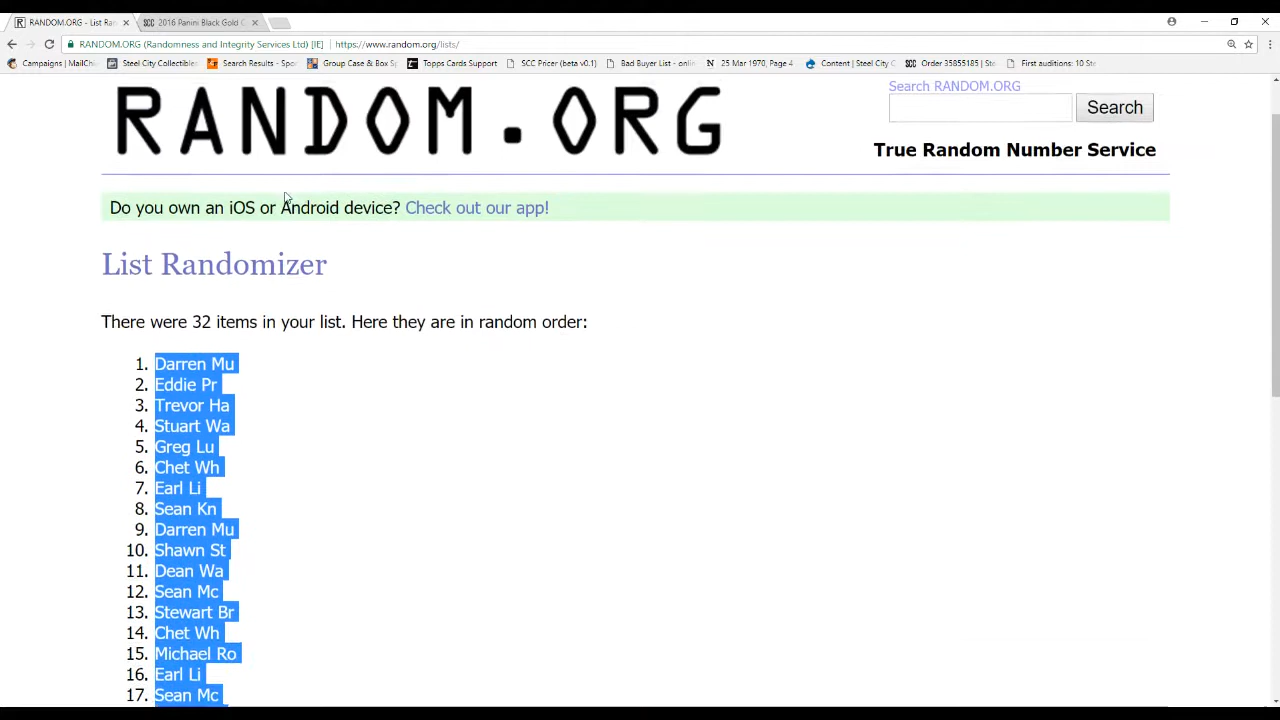 RANDOM.ORG - List Ra
SCC 2016 Panini Black Gold C
RANDOM.ORG (Randomness and Integrity Services Ltd) [IE] https://www.random.org/lists/
Campaigns | MailChi Steel City Collectibles Search Results - Spo Group Case & Box S Topps Cards Support SCC Pricer (beta v0.1) Bad Buyer List - onlin 25 Mar 1970, Page 4 Content | Steel City C Order 35855185 | Ste First auditions: 10 Ste
RANDOM.ORG
Search RANDOM.ORG
Search
True Random Number Service
Do you own an iOS or Android device? Check out our app!
List Randomizer
There were 32 items in your list. Here they are in random order:
1. Darren Mu
2. Eddie Pr
3. Trevor Ha
4. Stuart Wa
5. Greg Lu
6. Chet Wh
7. Earl Li
8. Sean Kn
9. Darren Mu
10. Shawn St
11. Dean Wa
12. Sean Mc
13. Stewart Br
14. Chet Wh
15. Michael Ro
16. Earl Li
17. Sean Mc